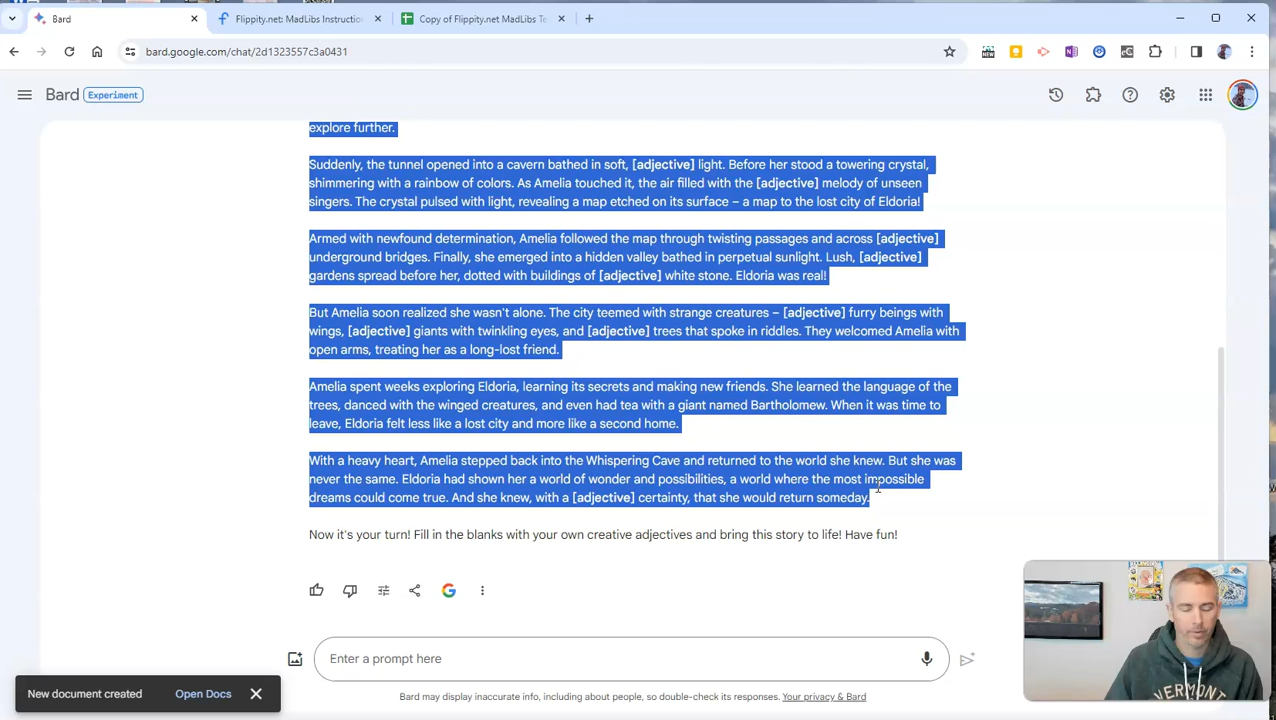 Bard
Flippity.net: MadLibs Instruction
Copy of Flippity.net MadLibs Te
bard.google.com/chat/2d1323557c3a0431
Bard
Experiment
explore further.
Suddenly, the tunnel opened into a cavern bathed in soft, [adjective] light. Before her stood a towering crystal,
shimmering with a rainbow of colors. As Amelia touched it, the air filled with the [adjective] melody of unseen
singers. The crystal pulsed with light, revealing a map etched on its surface – a map to the lost city of Eldoria!
Armed with newfound determination, Amelia followed the map through twisting passages and across [adjective]
underground bridges. Finally, she emerged into a hidden valley bathed in perpetual sunlight. Lush, [adjective]
gardens spread before her, dotted with buildings of [adjective] white stone. Eldoria was real!
But Amelia soon realized she wasn't alone. The city teemed with strange creatures – [adjective] furry beings with
wings, [adjective] giants with twinkling eyes, and [adjective] trees that spoke in riddles. They welcomed Amelia with
open arms, treating her as a long-lost friend.
Amelia spent weeks exploring Eldoria, learning its secrets and making new friends. She learned the language of the
trees, danced with the winged creatures, and even had tea with a giant named Bartholomew. When it was time to
leave, Eldoria felt less like a lost city and more like a second home.
With a heavy heart, Amelia stepped back into the Whispering Cave and returned to the world she knew. But she was
never the same. Eldoria had shown her a world of wonder and possibilities, a world where the most impossible
dreams could come true. And she knew, with a [adjective] certainty, that she would return someday.
Now it's your turn! Fill in the blanks with your own creative adjectives and bring this story to life! Have fun!
Enter a prompt here
New document created
Open Docs
Bard may display inaccurate info, including about people, so double-check its responses. Your privacy & Bard
VERMONT